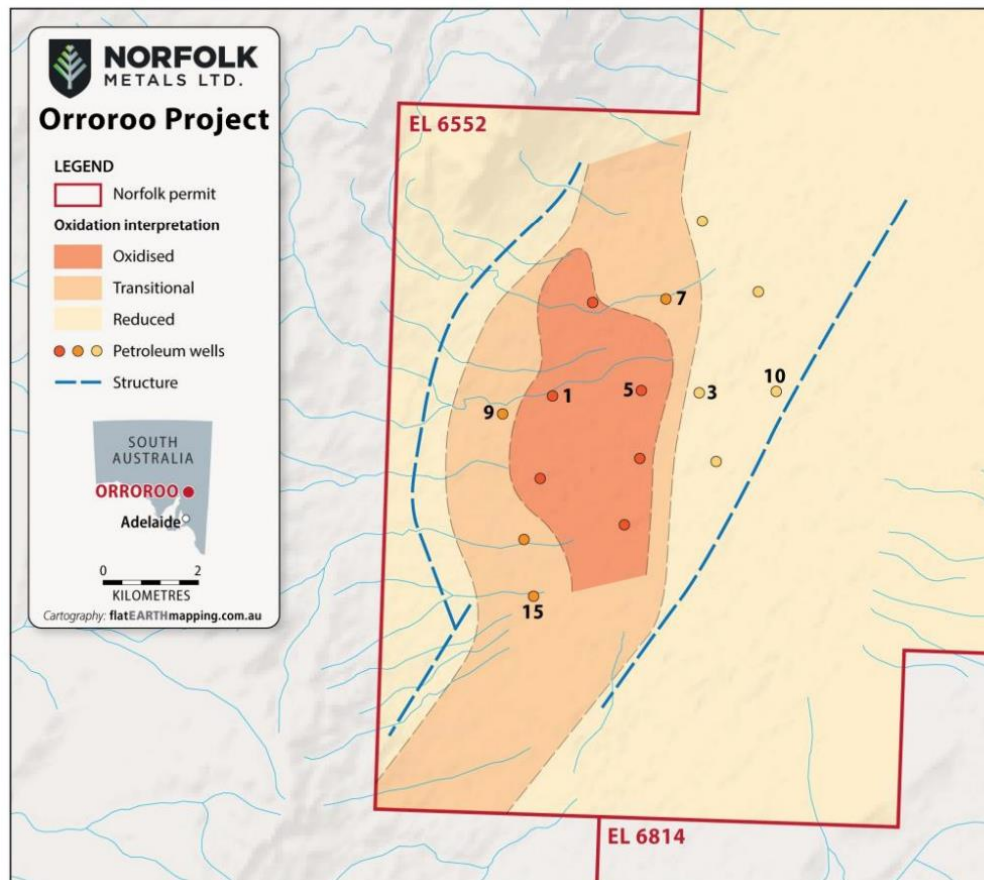 NORFOLK
METALS LTD.
Orroroo Project
LEGEND
Norfolk permit
Oxidation interpretation
Oxidised
Transitional
Reduced
Petroleum wells
Structure
SOUTH
AUSTRALIA
ORROROO
Adelaide
0 2
KILOMETRES
Cartography: flatEARTHmapping.com.au
EL 6552
7
10
1
5
3
9
15
EL 6814